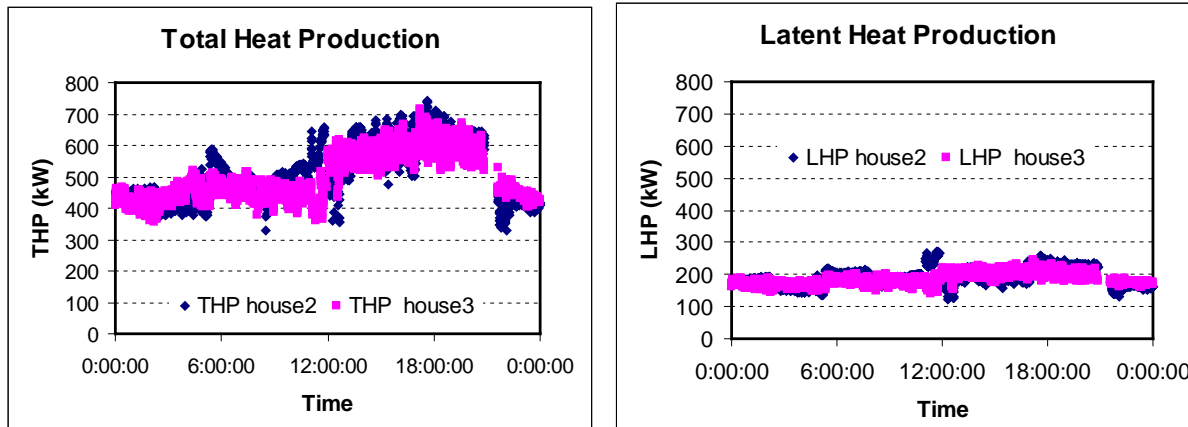 Total Heat Production
THP (kW)
800
700
600
500
400
300
200
100
0
THP house2
THP house3
0:00:00
6:00:00
12:00:00
18:00:00
0:00:00
Time
Latent Heat Production
LHP (kW)
800
700
600
500
400
300
200
100
0
LHP house2
LHP house3
0:00:00
6:00:00
12:00:00
18:00:00
0:00:00
Time